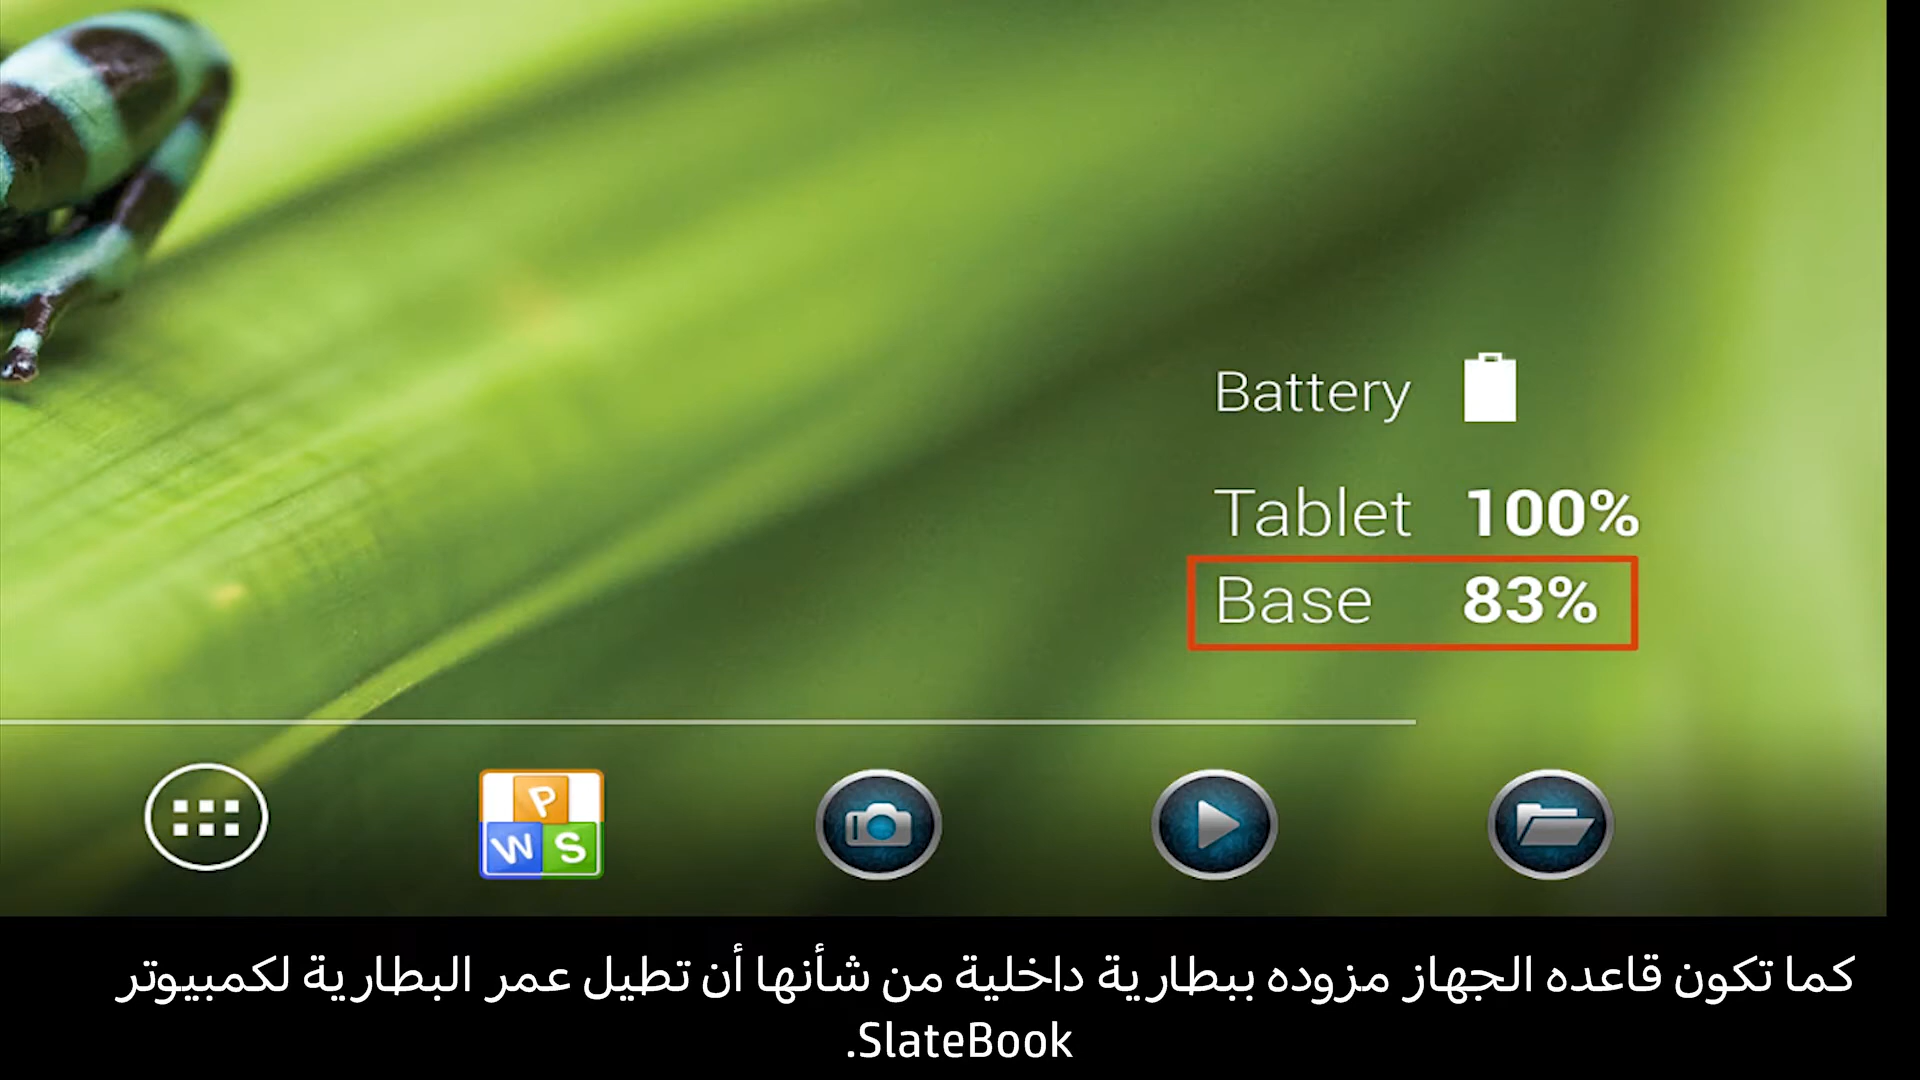 Battery
Tablet 100%
Base 83%
P
W S
كما تكون قاعده الجهاز مزوده ببطارية داخلية من شأنها أن تطيل عمر البطارية لكمبيوتر
SlateBook.